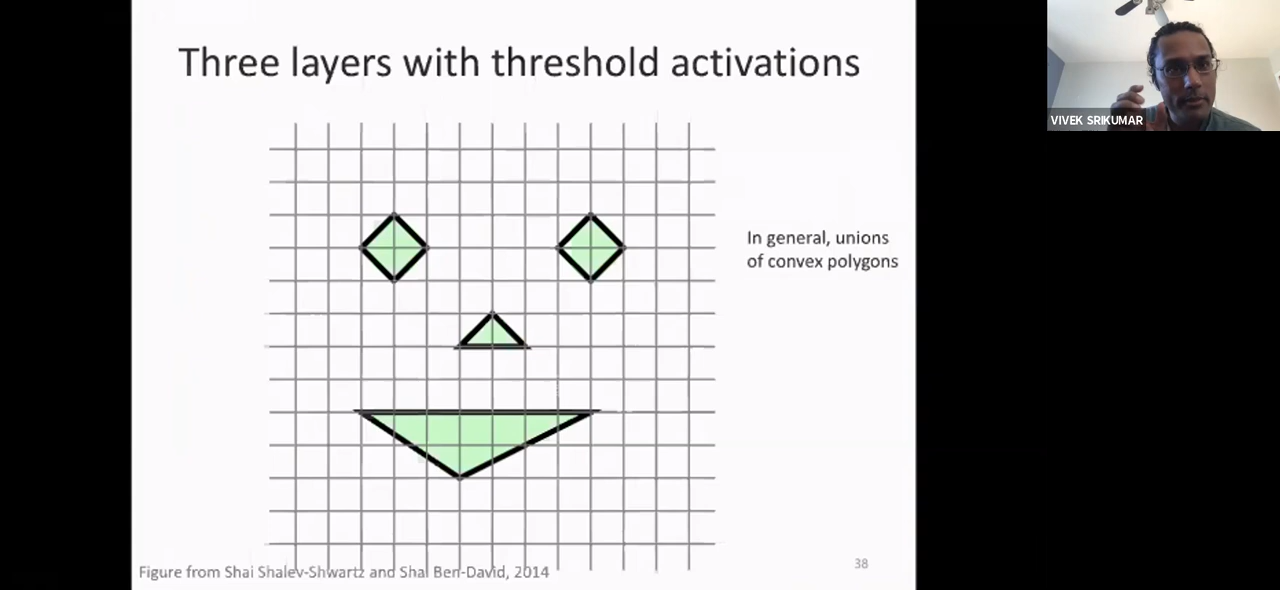 Three layers with threshold activations
VIVEK SRIKUMAR
In general, unions
of convex polygons
Figure from Shai Shalev-Shwartz and Shai Ben-David, 2014
38